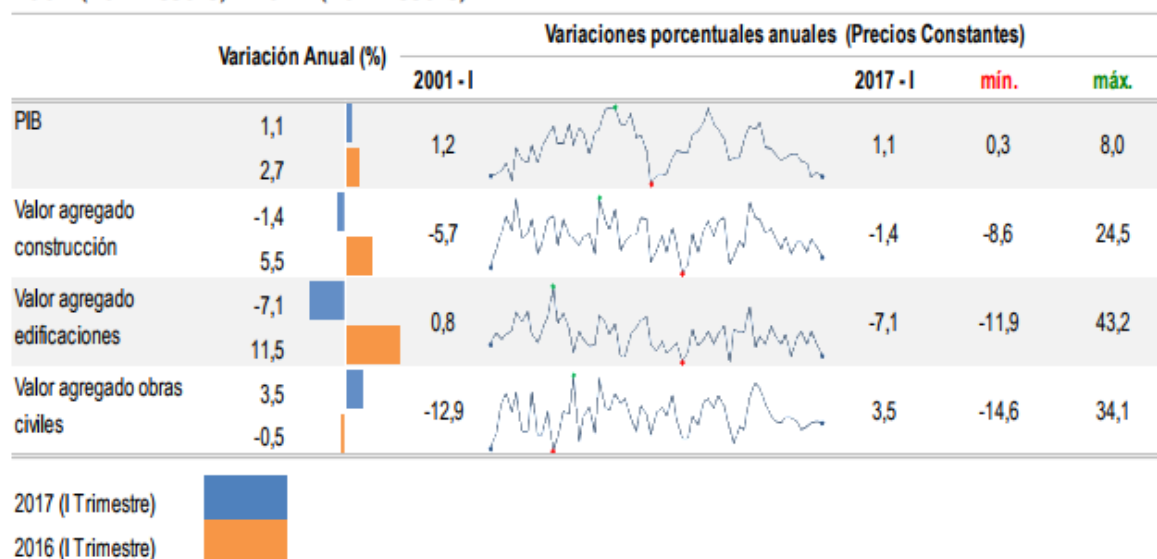 Variaciones porcentuales anuales (Precios Constantes)
Variación Anual (%)
2001 - I 2017 - I mín. máx.
PIB 1,1
2,7
1,2 1,1 0,3 8,0
Valor agregado construcción -1,4
5,5
-5,7 -1,4 -8,6 24,5
Valor agregado edificaciones -7,1
11,5
0,8 -7,1 -11,9 43,2
Valor agregado obras civiles 3,5
-0,5
-12,9 3,5 -14,6 34,1
2017 (I Trimestre)
2016 (I Trimestre)